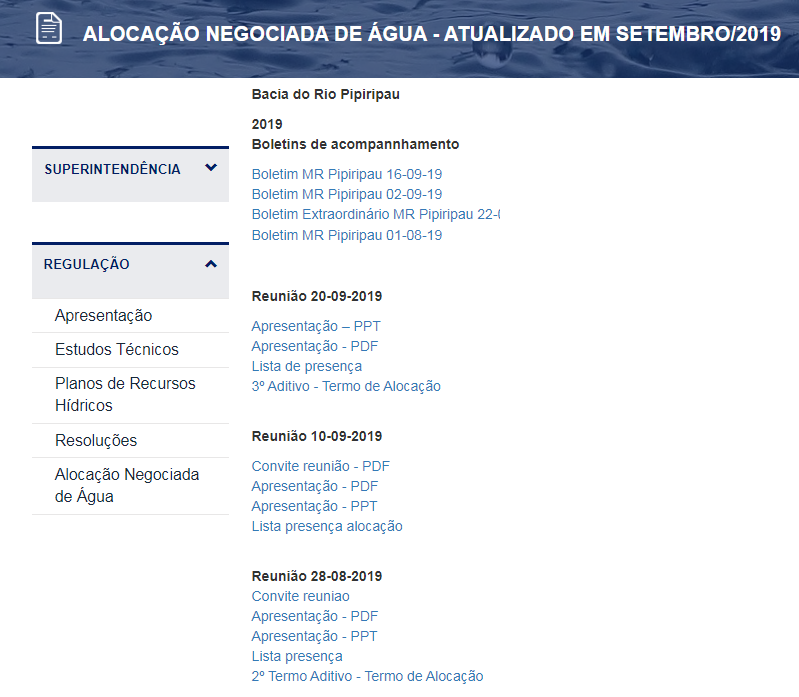 ALOCAÇÃO NEGOCIADA DE ÁGUA - ATUALIZADO EM SETEMBRO/2019
SUPERINTENDÊNCIA
REGULAÇÃO
Apresentação
Estudos Técnicos
Planos de Recursos
Hídricos
Resoluções
Alocação Negociada
de Água
Bacia do Rio Pipiripau
2019
Boletins de acompannhamento
Boletim MR Pipiripau 16-09-19
Boletim MR Pipiripau 02-09-19
Boletim Extraordinário MR Pipiripau 22-
Boletim MR Pipiripau 01-08-19
Reunião 20-09-2019
Apresentação – PPT
Apresentação - PDF
Lista de presença
3º Aditivo - Termo de Alocação
Reunião 10-09-2019
Convite reunião - PDF
Apresentação - PDF
Apresentação - PPT
Lista presença alocação
Reunião 28-08-2019
Convite reuniao
Apresentação - PDF
Apresentação - PPT
Lista presença
2º Termo Aditivo - Termo de Alocação